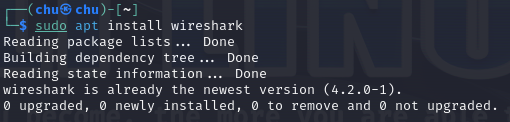 ┌──(chu㉿chu)-[~]
└─$ sudo apt install wireshark
Reading package lists... Done
Building dependency tree... Done
Reading state information... Done
wireshark is already the newest version (4.2.0-1).
0 upgraded, 0 newly installed, 0 to remove and 0 not upgraded.